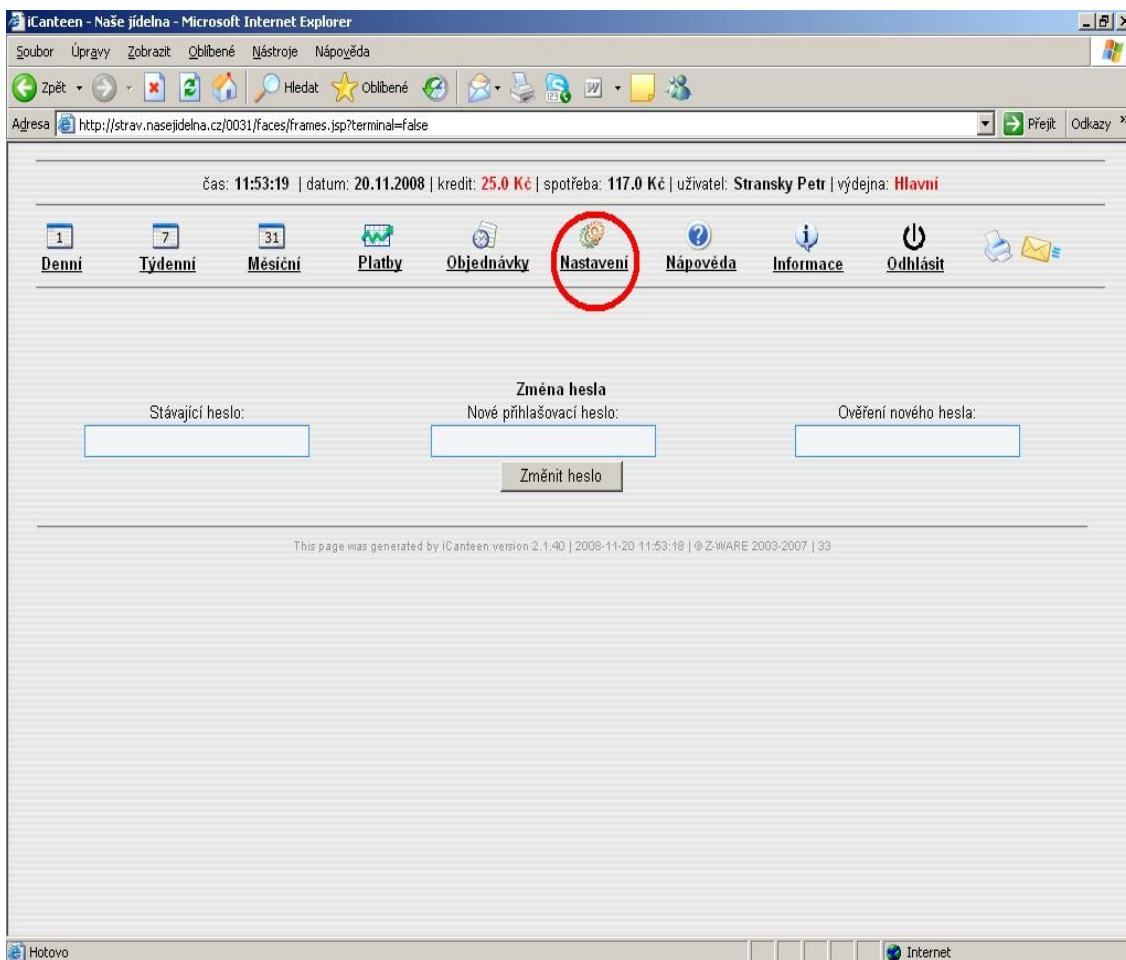 iCanteen - Naše jídelna - Microsoft Internet Explorer
Soubor Úpravy Zobrazit Oblíbené Nástroje Nápověda
Zpět Hledat Oblíbené
Adresa http://strav.nasejidelna.cz/0031/faces/frames.jsp?terminal=false Přejít Odkazy »
čas: 11:53:19 | datum: 20.11.2008 | kredit: 25.0 Kč | spotřeba: 117.0 Kč | uživatel: Stransky Petr | výdejna: Hlavní
1 7 31
Denní Týdenní Měsíční Platby Objednávky Nastavení Nápověda Informace Odhlásit
Změna hesla
Stávající heslo: Nové přihlašovací heslo: Ověření nového hesla:
Změnit heslo
This page was generated by iCanteen version 2.1.40 | 2008-11-20 11:53:18 | © Z-WARE 2003-2007 | 33
Hotovo Internet